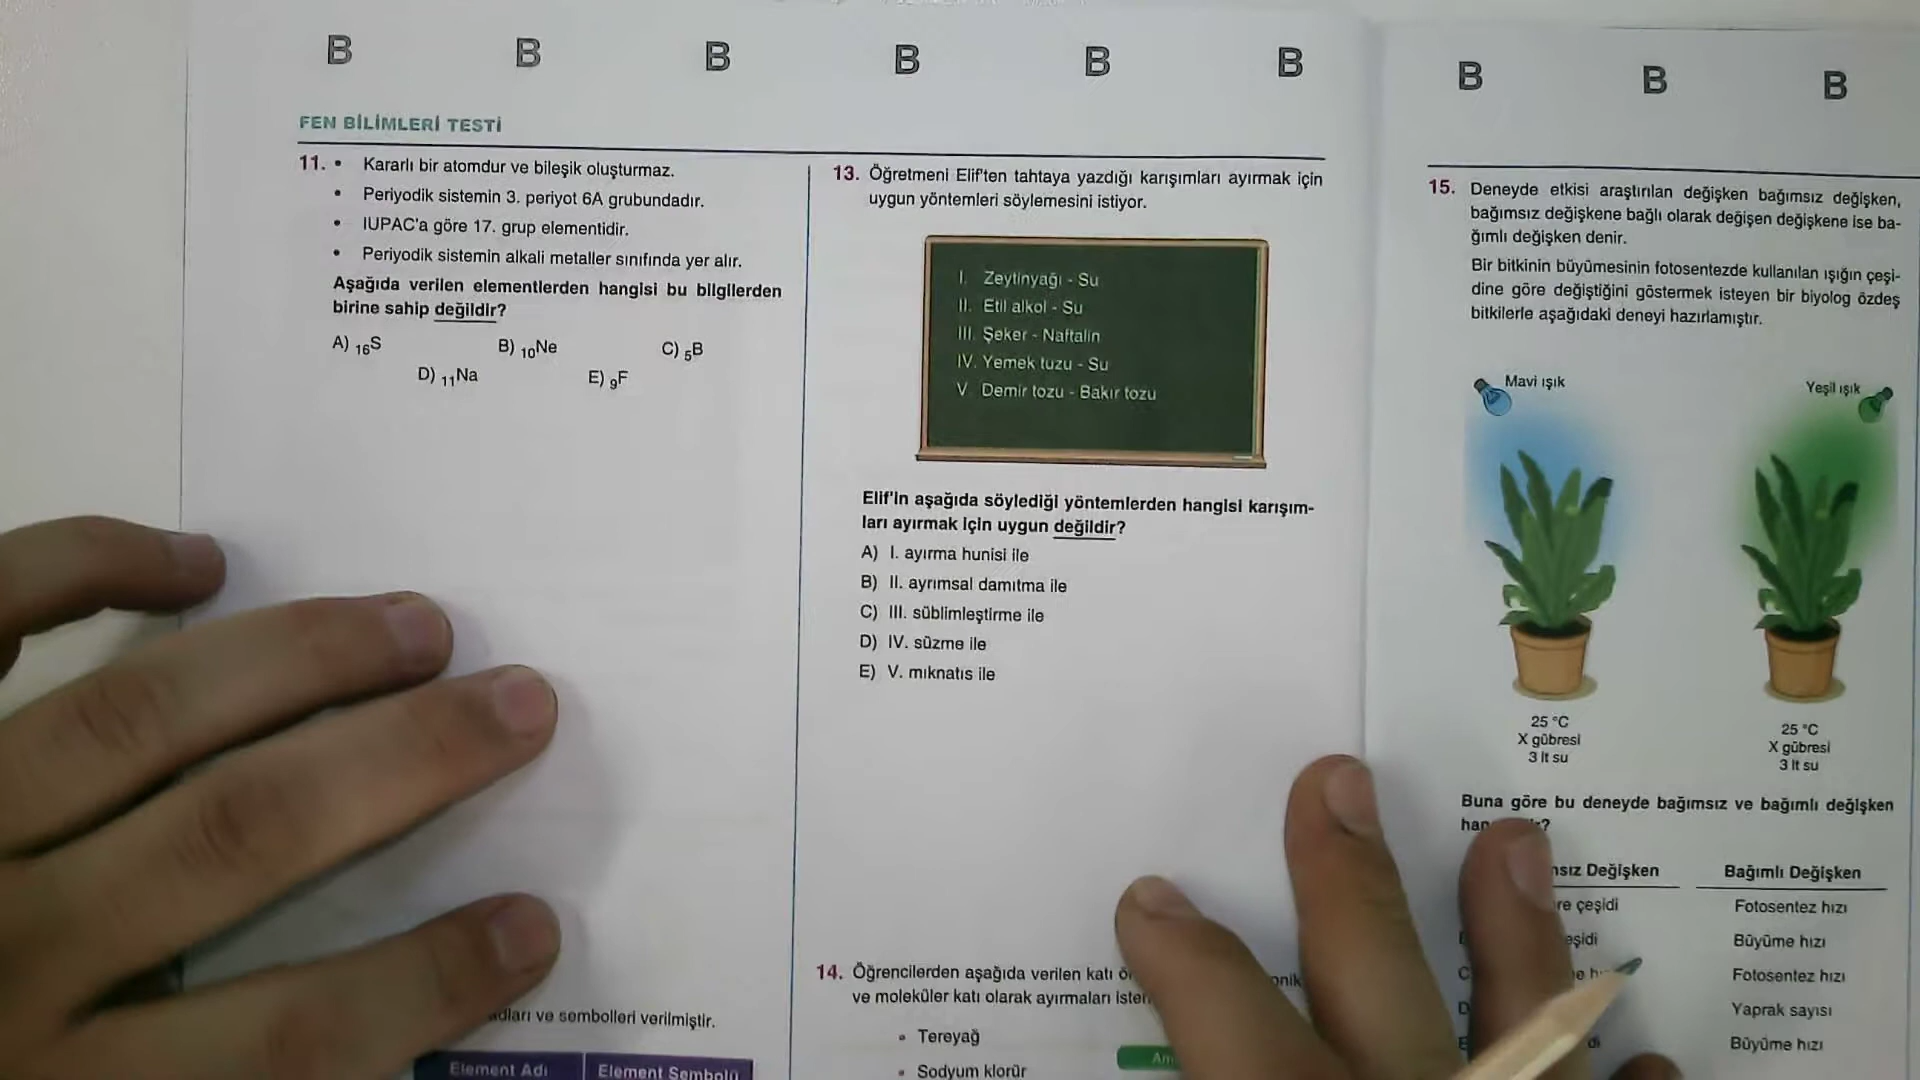 B B B B B B
FEN BİLİMLERİ TESTİ
11. • Kararlı bir atomdur ve bileşik oluşturmaz.
• Periyodik sistemin 3. periyot 6A grubundadır.
• IUPAC'a göre 17. grup elementidir.
• Periyodik sistemin alkali metaller sınıfında yer alır.
Aşağıda verilen elementlerden hangisi bu bilgilerden
birine sahip değildir?
A) 16S B) 10Ne C) 5B
D) 11Na E) 9F
ve sembolleri verilmiştir.
Element Adı Element Sembolü
13. Öğretmeni Elif'ten tahtaya yazdığı karışımları ayırmak için
uygun yöntemleri söylemesini istiyor.
I. Zeytinyağı - Su
II. Etil alkol - Su
III. Şeker - Naftalin
IV. Yemek tuzu - Su
V. Demir tozu - Bakır tozu
Elif'in aşağıda söylediği yöntemlerden hangisi karışım-
ları ayırmak için uygun değildir?
A) I. ayırma hunisi ile
B) II. ayrımsal damıtma ile
C) III. süblimleştirme ile
D) IV. süzme ile
E) V. mıknatıs ile
14. Öğrencilerden aşağıda verilen katı
ve moleküler katı olarak ayırmaları
• Tereyağ
• Sodyum klorür
B B B
15. Deneyde etkisi araştırılan değişken bağımsız değişken,
bağımsız değişkene bağlı olarak değişen değişkene ise ba-
ğımlı değişken denir.
Bir bitkinin büyümesinin fotosentezde kullanılan ışığın çeşi-
dine göre değiştiğini göstermek isteyen bir biyolog özdeş
bitkilerle aşağıdaki deneyi hazırlamıştır.
Mavi ışık Yeşil ışık
25 °C 25 °C
X gübresi X gübresi
3 lt su 3 lt su
Buna göre bu deneyde bağımsız ve bağımlı değişken
Değişken Bağımlı Değişken
çeşidi Fotosentez hızı
Büyüme hızı
C Fotosentez hızı
D Yaprak sayısı
E Büyüme hızı